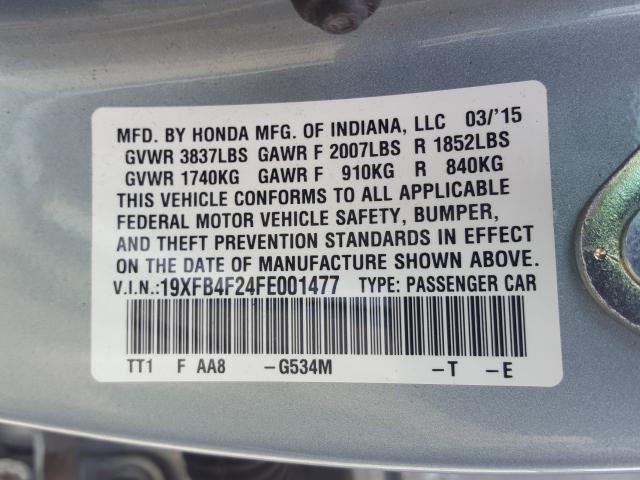 MFD. BY HONDA MFG. OF INDIANA, LLC 03/'15
GVWR 3837LBS GAWR F 2007LBS R 1852LBS
GVWR 1740KG GAWR F 910KG R 840KG
THIS VEHICLE CONFORMS TO ALL APPLICABLE
FEDERAL MOTOR VEHICLE SAFETY, BUMPER,
AND THEFT PREVENTION STANDARDS IN EFFECT
ON THE DATE OF MANUFACTURE SHOWN ABOVE.
V.I.N.:19XFB4F24FE001477 TYPE: PASSENGER CAR
TT1 F AA8 –G534M –T –E